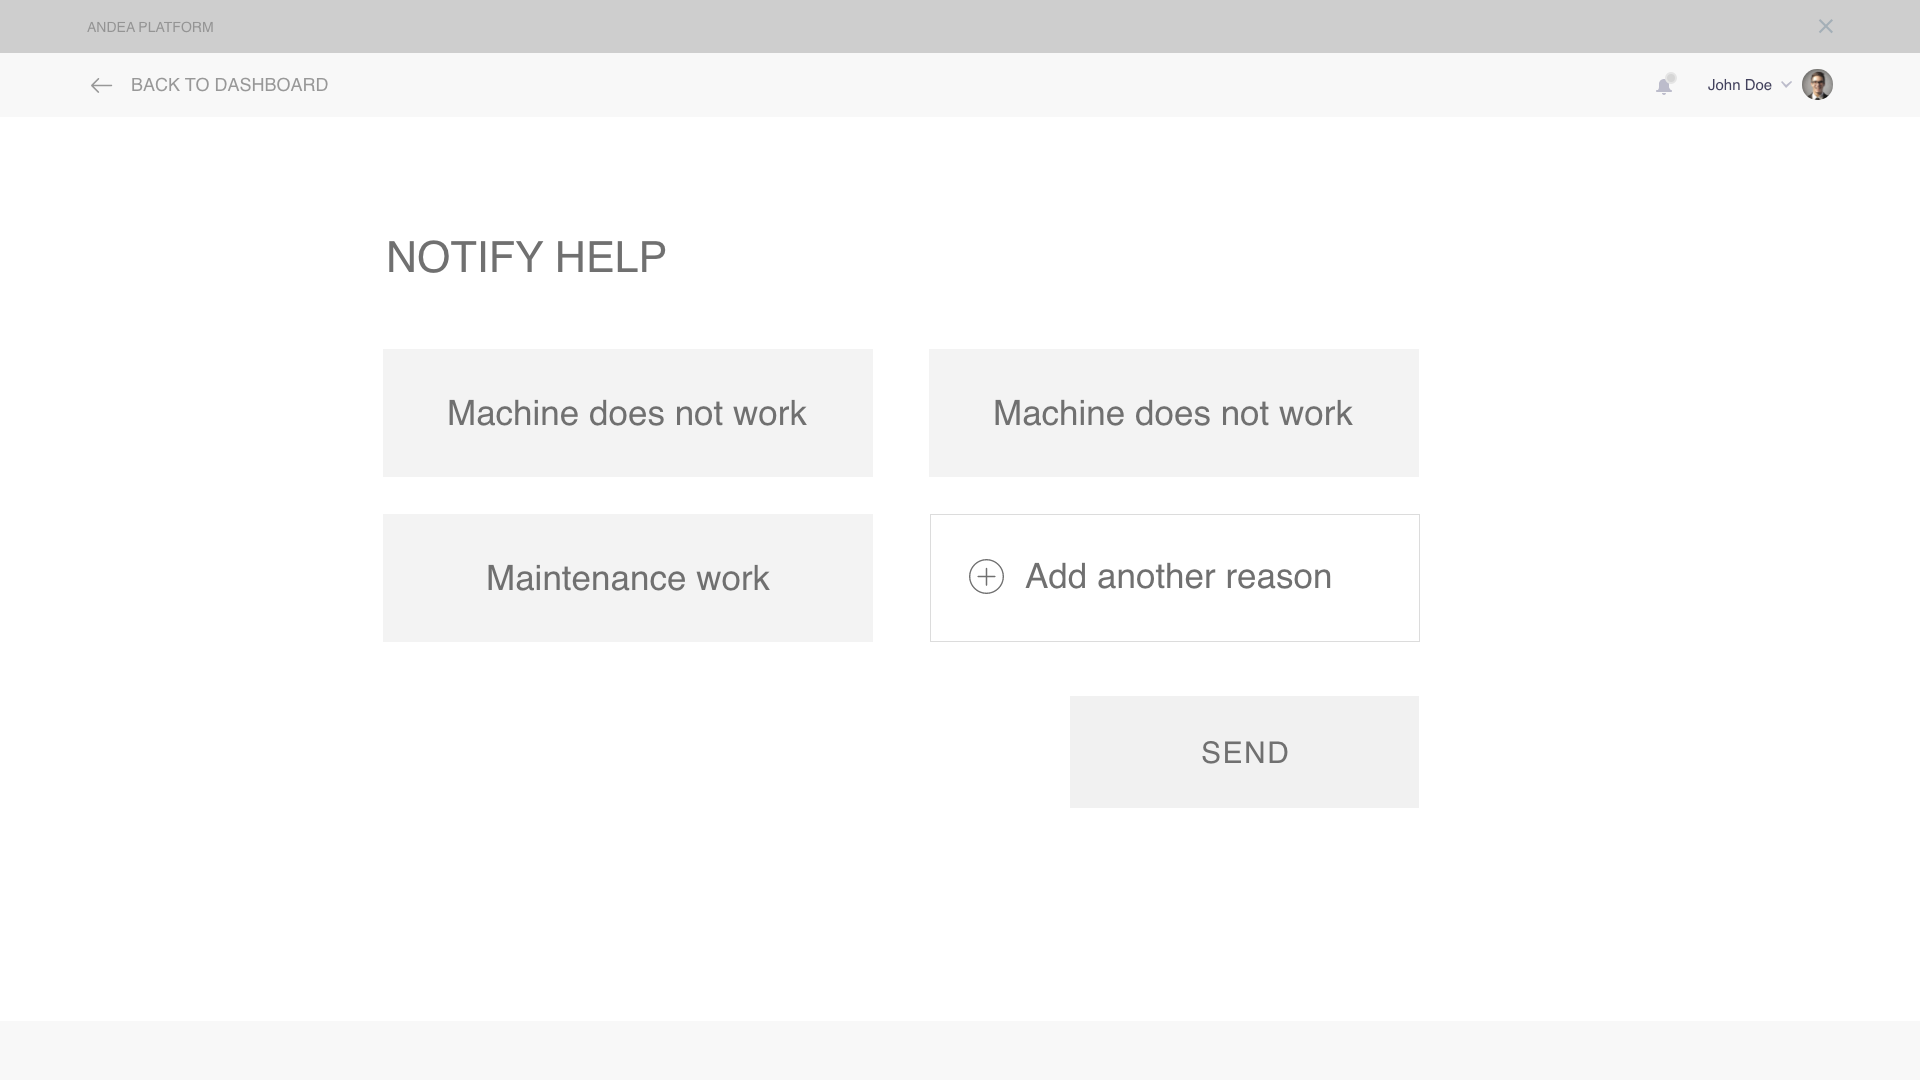 ANDEA PLATFORM
BACK TO DASHBOARD
John Doe
NOTIFY HELP
Machine does not work
Machine does not work
Maintenance work
Add another reason
SEND